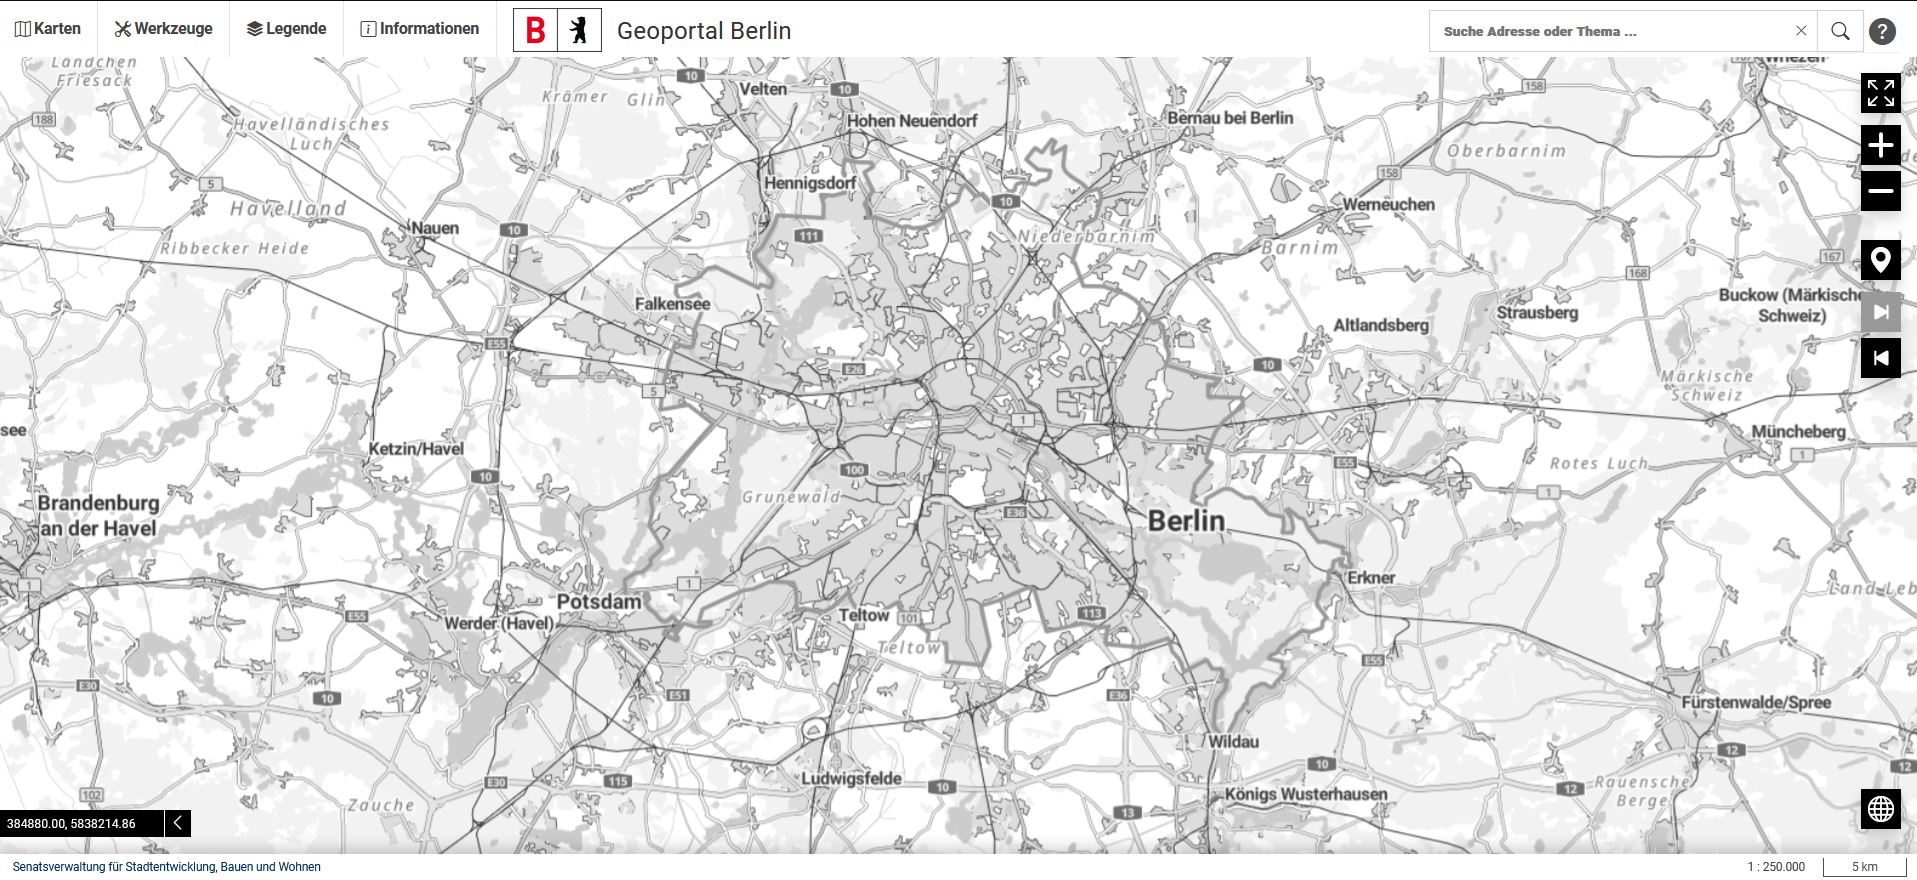 Karten
Werkzeuge
Legende
Informationen
B
Geoportal Berlin
Suche Adresse oder Thema ...
?
Ländchen
Friesack
10
Velten
10
Krämer
Glin
158
Wriezen
188
Havelländisches
Luch
Hohen Neuendorf
Bernau bei Berlin
Oberbarnim
5
Hennigsdorf
158
Havelland
10
Werneuchen
Nauen
10
111
Niederbarnim
Barnim
Ribbecker Heide
167
168
Falkensee
Buckow (Märkische
Schweiz)
Strausberg
Altlandsberg
E55
E26
10
Märkische
Schweiz
5
1
see
Ketzin/Havel
Müncheberg
1
10
100
E55
Rotes Luch
1
Grunewald
Brandenburg
an der Havel
E36
Berlin
1
1
Erkner
Land Leb
Potsdam
Werder (Havel)
E55
Teltow
101
113
Teltow
E55
E30
10
E51
E36
Fürstenwalde/Spree
Wildau
12
10
12
E30
115
Ludwigsfelde
10
12
Rauensche
Berge
102
Zauche
Königs Wusterhausen
13
384880.00, 5838214.86
Senatsverwaltung für Stadtentwicklung, Bauen und Wohnen
1 : 250.000
5 km